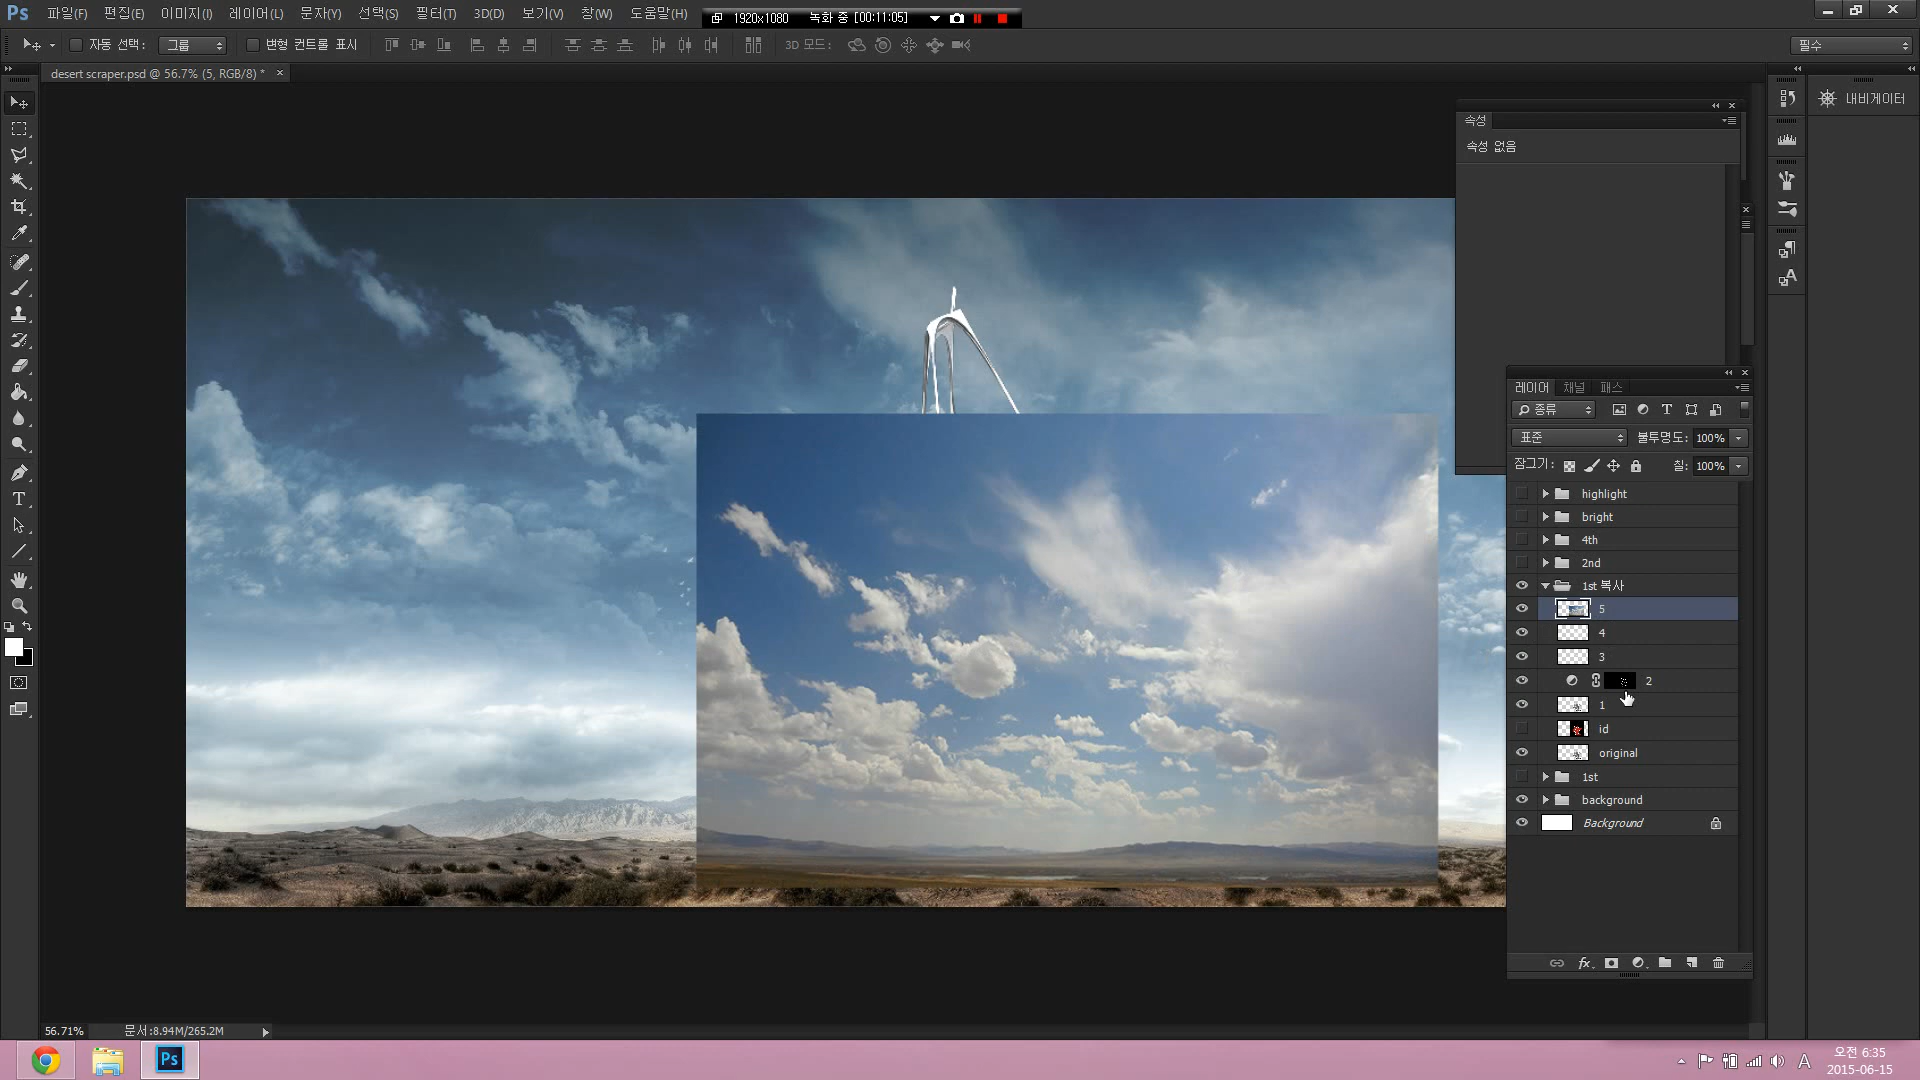 Ps 파일(F) 편집(E) 이미지(I) 레이어(L) 문자(Y) 선택(S) 필터(T) 3D(D) 보기(V) 창(W) 도움말(H)
1920x1080 녹화 중 [00:11:05]
자동 선택: 그룹 변형 컨트롤 표시 3D 모드: 필수
desert scraper.psd @ 56.7% (5, RGB/8) * ×
내비게이터
속성
속성 없음
레이어 채널 패스
종류
표준 불투명도: 100%
잠그기: 칠: 100%
highlight
bright
4th
2nd
1st 복사
5
4
3
2
1
id
original
1st
background
Background
fx
56.71% 문서:8.94M/265.2M
Ps
A 오전 6:35
2015-06-15